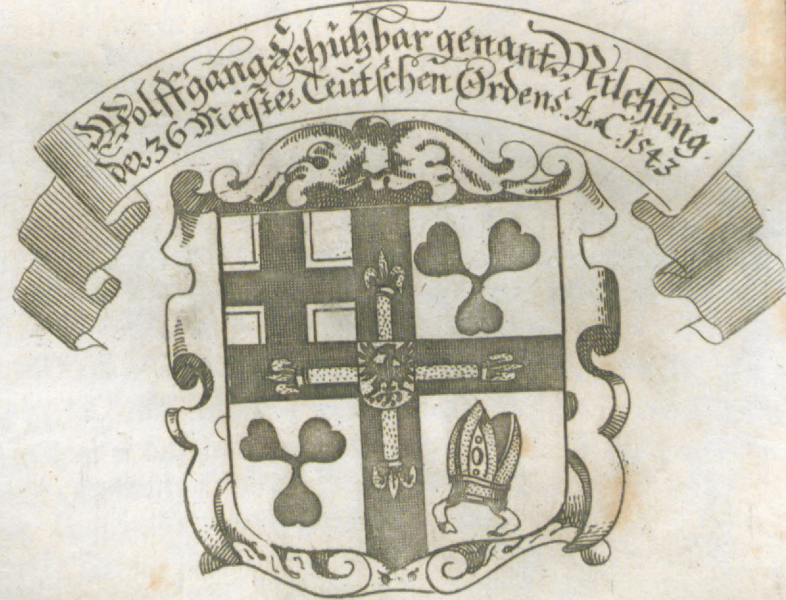 Wolffgang Schutzbar genant Milchling.
der 36 Meister Teutschen Ordens A. C. 1543